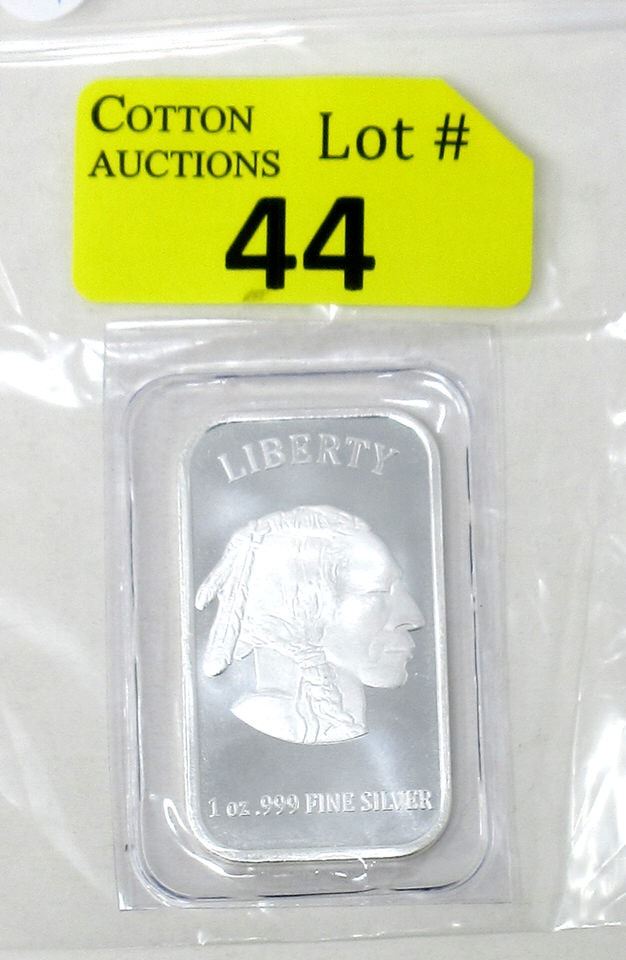 COTTON
AUCTIONS
Lot #
44
LIBERTY
1 oz .999 FINE SILVER